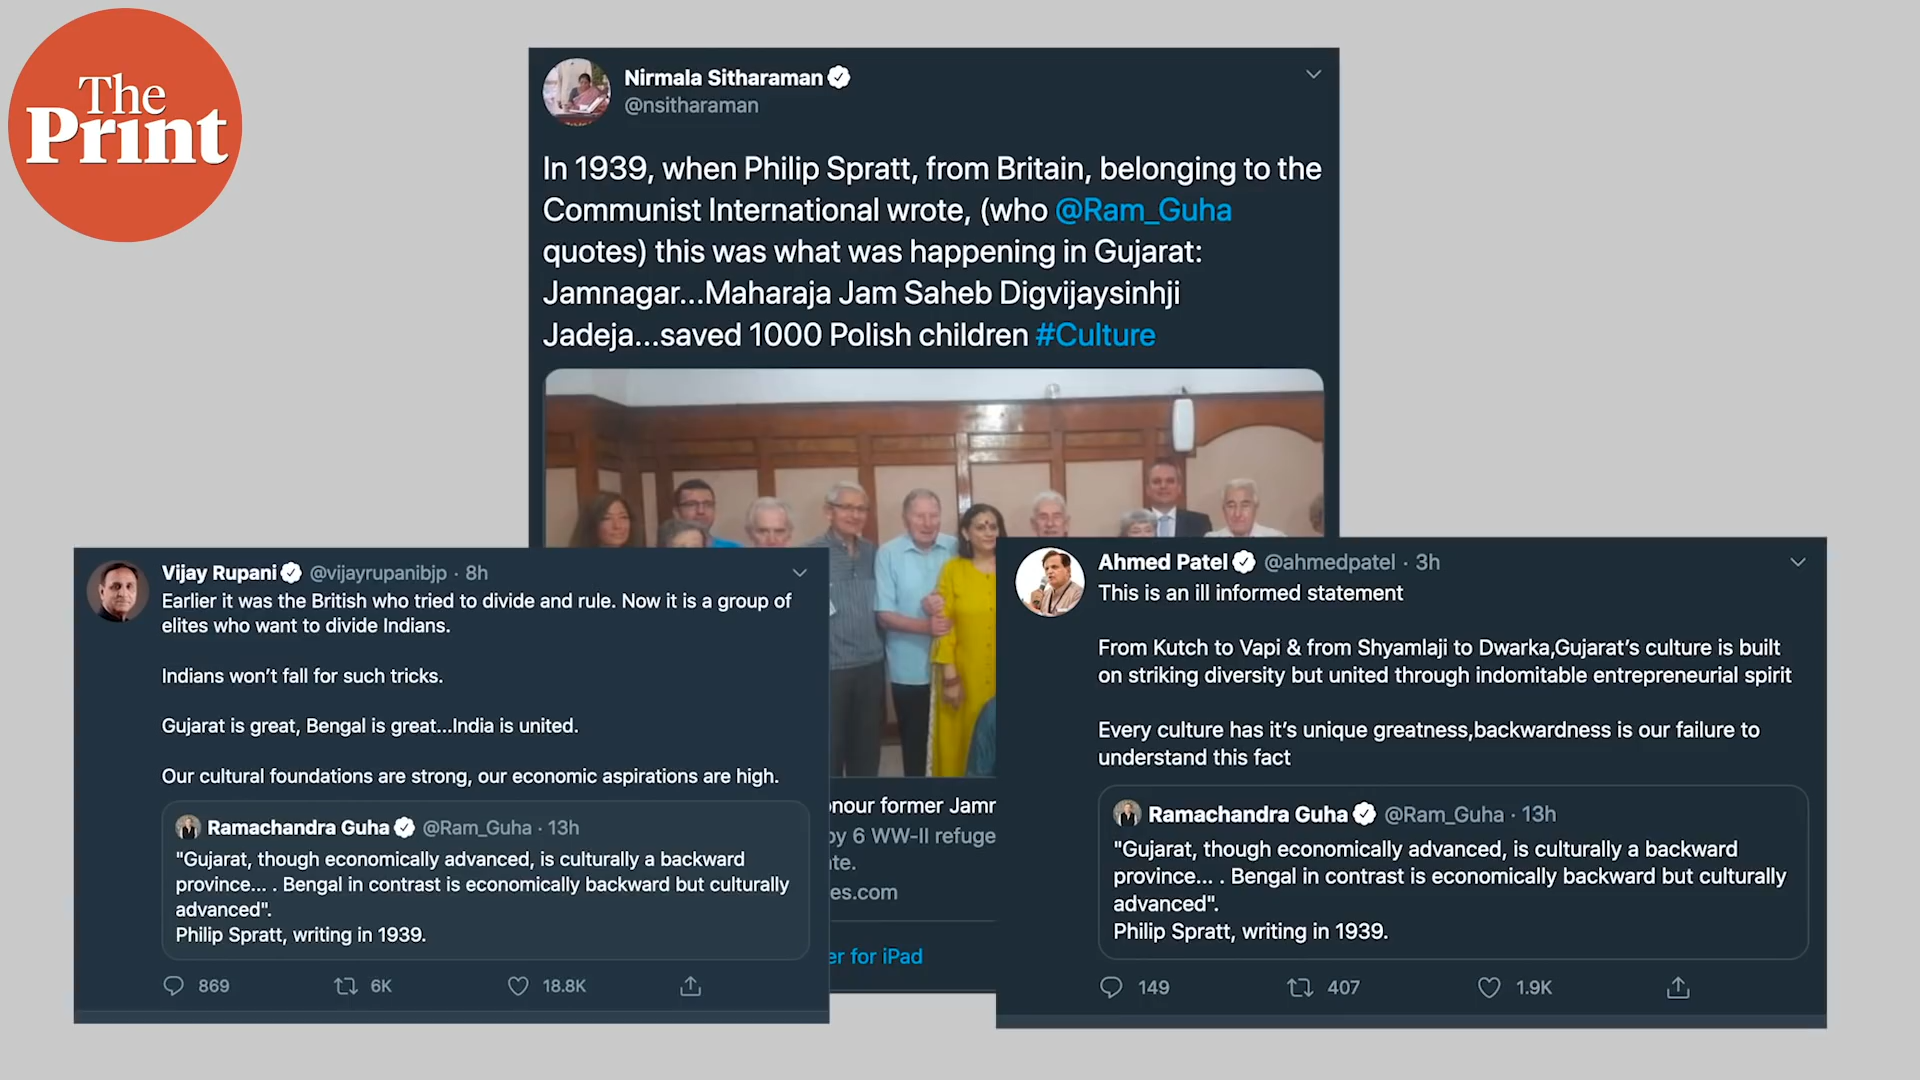 The
Print
Nirmala Sitharaman
@nsitharaman
In 1939, when Philip Spratt, from Britain, belonging to the
Communist International wrote, (who @Ram_Guha
quotes) this was what was happening in Gujarat:
Jamnagar...Maharaja Jam Saheb Digvijaysinhji
Jadeja...saved 1000 Polish children #Culture
Vijay Rupani @vijayrupanibjp · 8h
Earlier it was the British who tried to divide and rule. Now it is a group of
elites who want to divide Indians.
Indians won't fall for such tricks.
Gujarat is great, Bengal is great...India is united.
Our cultural foundations are strong, our economic aspirations are high.
Ramachandra Guha @Ram_Guha · 13h
"Gujarat, though economically advanced, is culturally a backward
province... . Bengal in contrast is economically backward but culturally
advanced".
Philip Spratt, writing in 1939.
869 6K 18.8K
nour former Jamr
by 6 WW-II refuge
te.
es.com
er for iPad
Ahmed Patel @ahmedpatel · 3h
This is an ill informed statement
From Kutch to Vapi & from Shyamlaji to Dwarka,Gujarat's culture is built
on striking diversity but united through indomitable entrepreneurial spirit
Every culture has it's unique greatness,backwardness is our failure to
understand this fact
Ramachandra Guha @Ram_Guha · 13h
"Gujarat, though economically advanced, is culturally a backward
province... . Bengal in contrast is economically backward but culturally
advanced".
Philip Spratt, writing in 1939.
149 407 1.9K